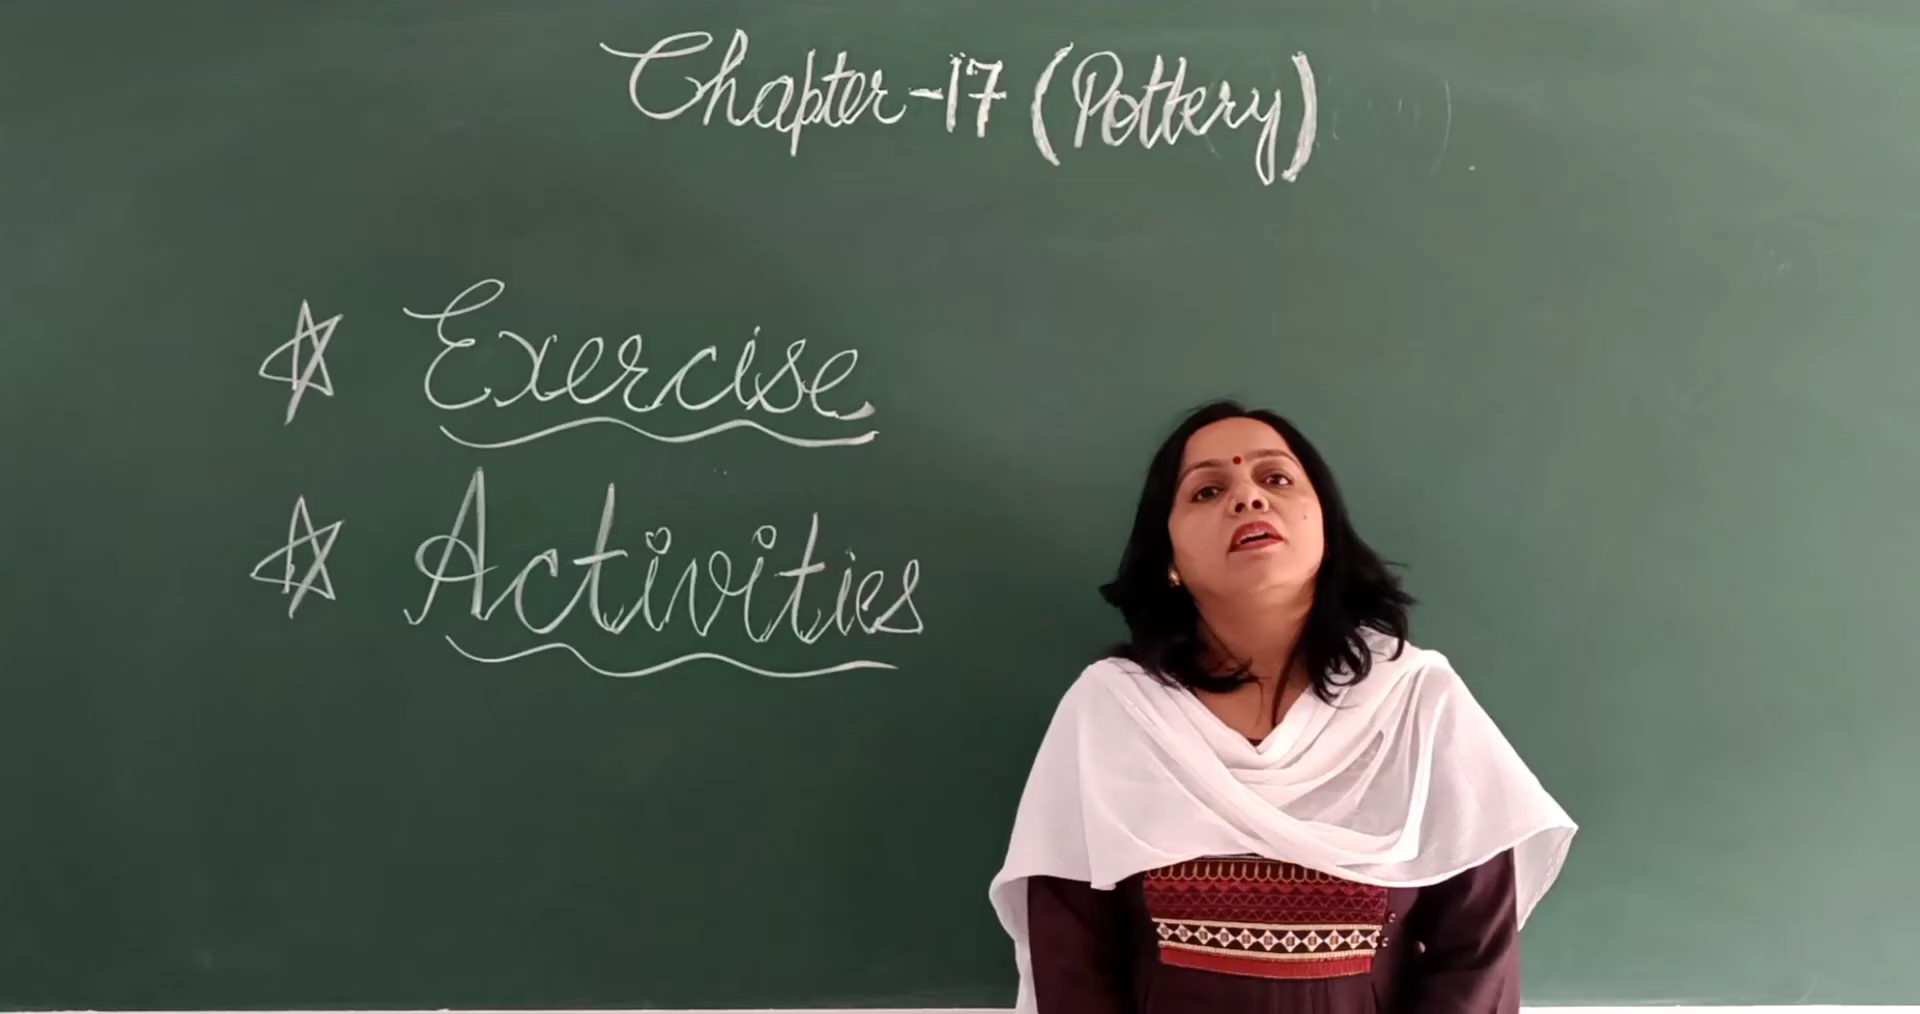 Chapter-17 (Pottery)
☆ Exercise
☆ Activities